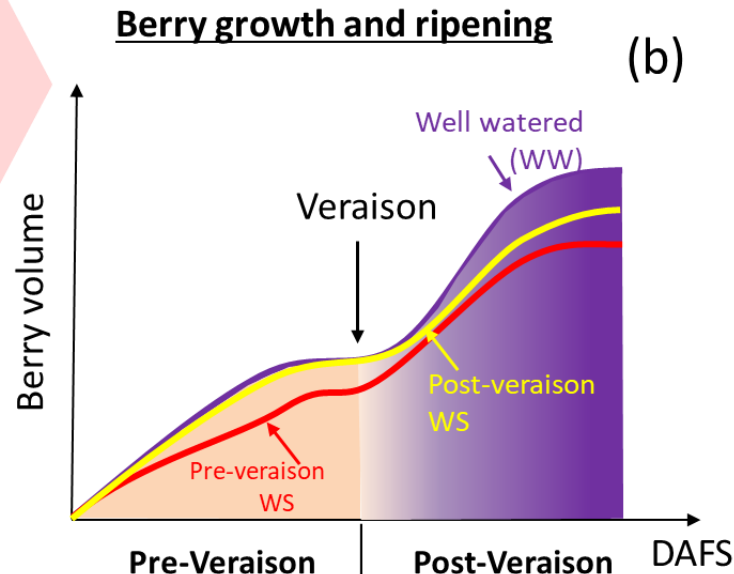 Berry growth and ripening
(b)
Well watered
(WW)
Veraison
Berry volume
Post-veraison
WS
Pre-veraison
WS
DAFS
Pre-Veraison
Post-Veraison